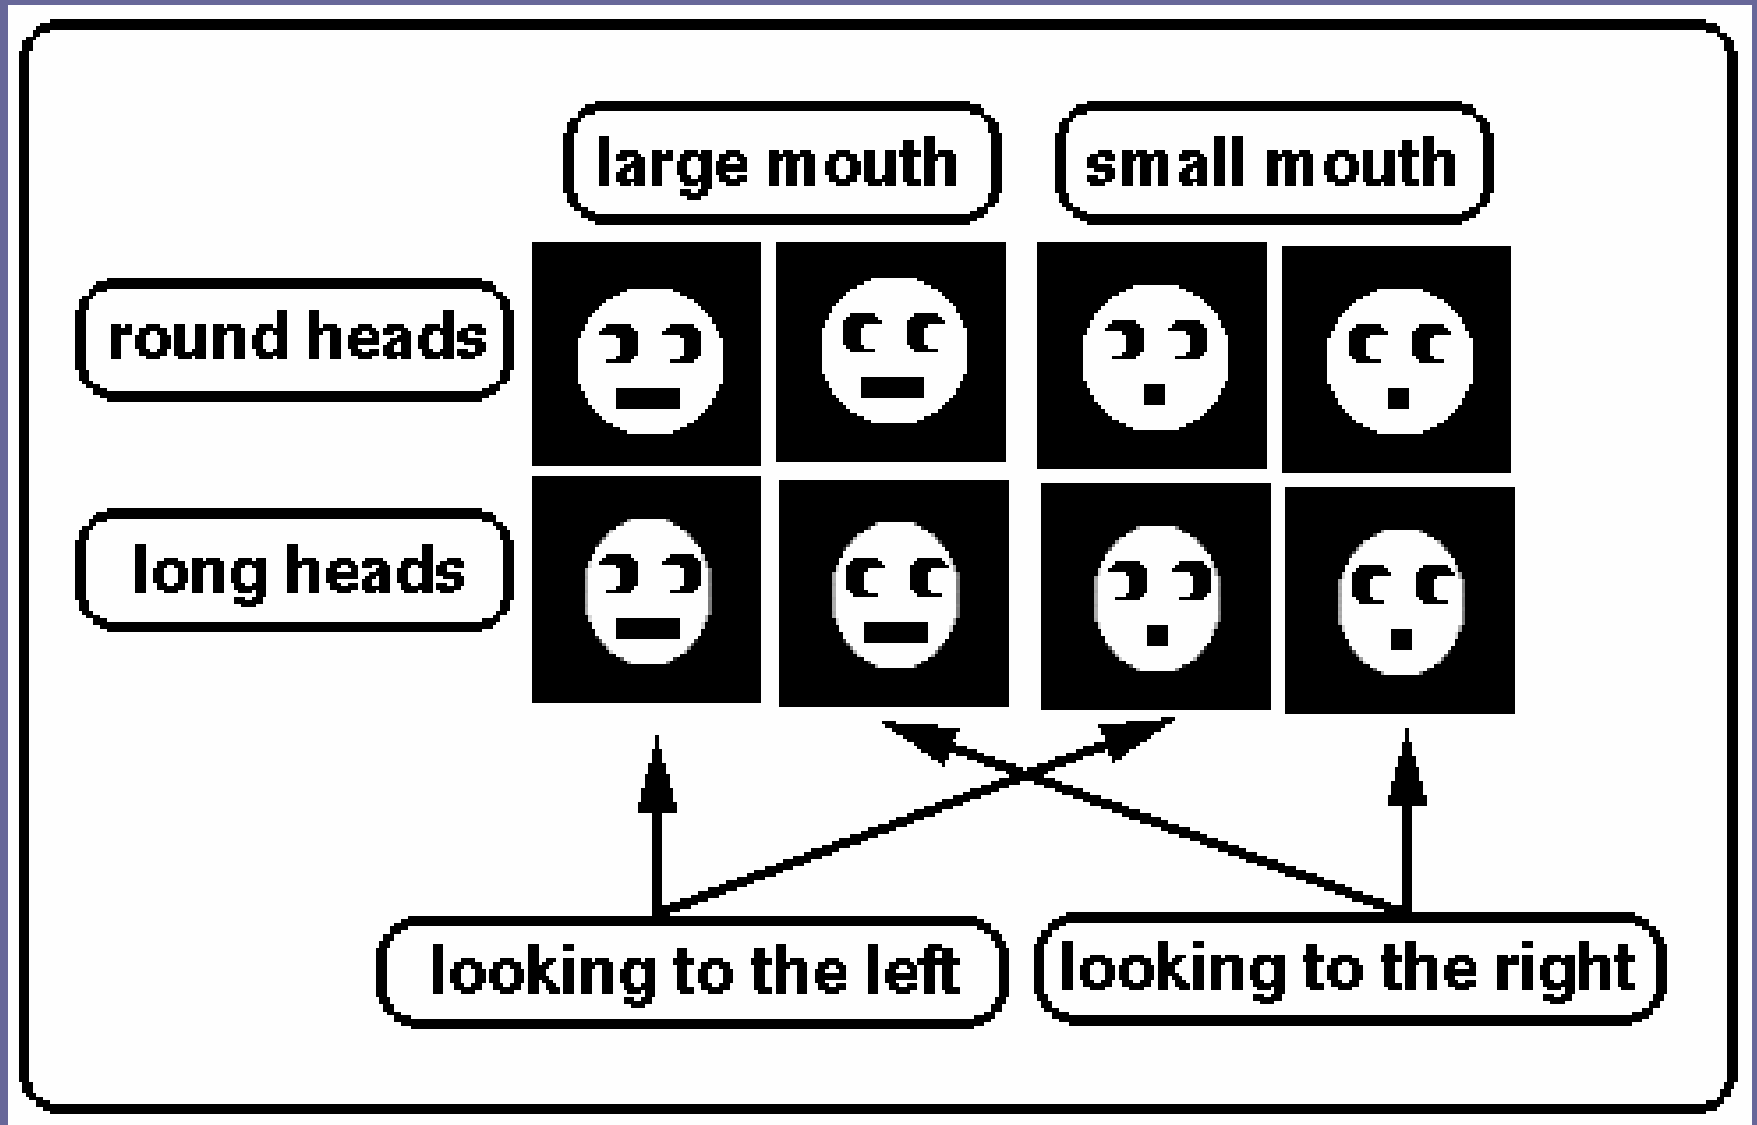 large mouth
small mouth
round heads
long heads
looking to the left
looking to the right